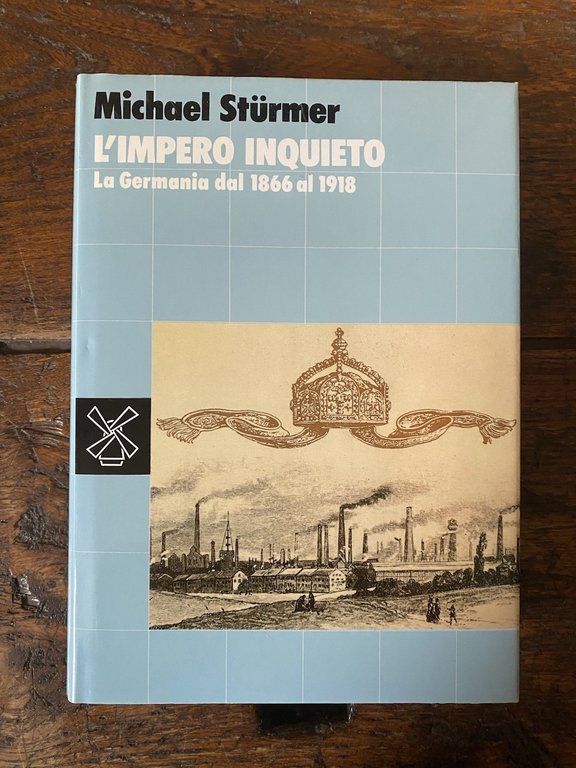 Michael Stürmer
L'IMPERO INQUIETO
La Germania dal 1866 al 1918